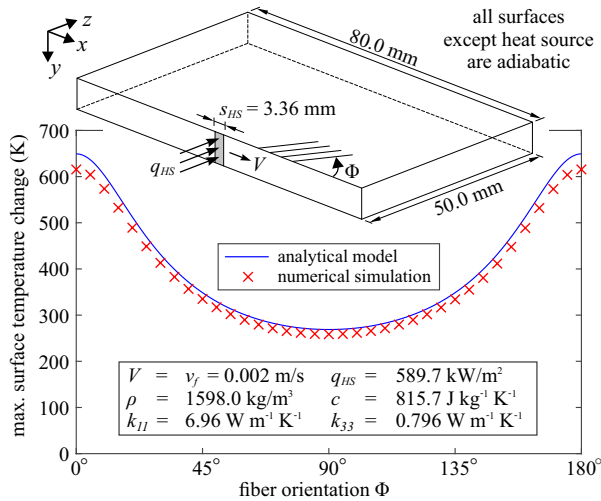 z
x
y
80.0 mm
all surfaces
except heat source
are adiabatic
s_HS = 3.36 mm
q_HS
V
Φ
50.0 mm
max. surface temperature change (K)
700
600
500
400
300
200
100
0
analytical model
numerical simulation
V = v_f = 0.002 m/s q_HS = 589.7 kW/m²
ρ = 1598.0 kg/m³ c = 815.7 J kg⁻¹ K⁻¹
k_11 = 6.96 W m⁻¹ K⁻¹ k_33 = 0.796 W m⁻¹ K⁻¹
0° 45° 90° 135° 180°
fiber orientation Φ